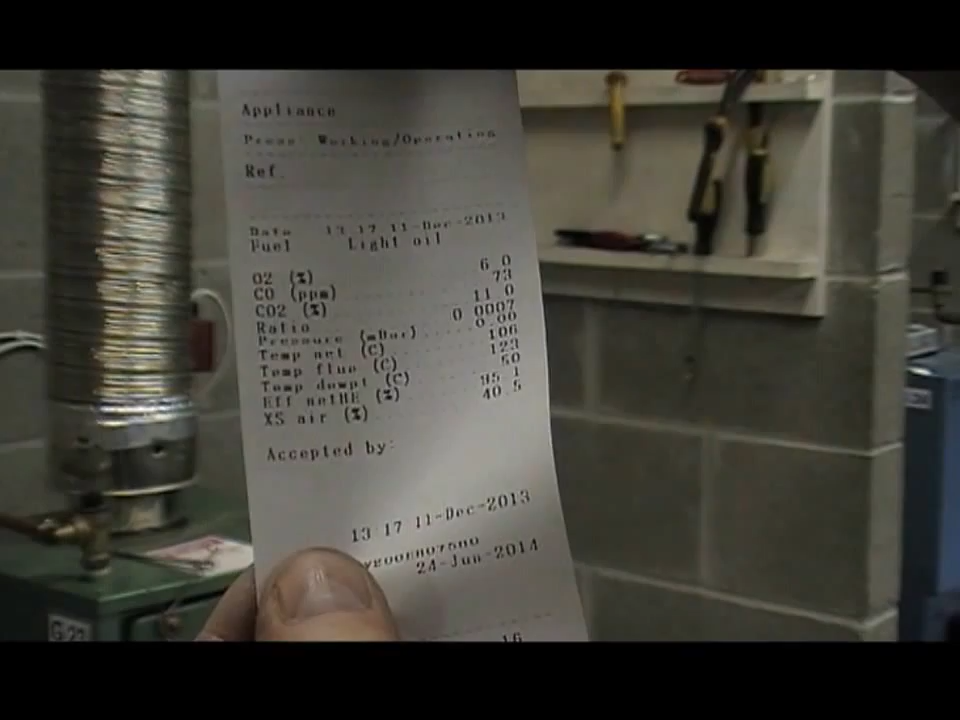 Appliance
Press: Working/Operating
Ref.
Date 13 17 11-Dec-2013
Fuel Light oil
O2 (%) 6.0
CO (ppm) 73
CO2 (%) 11.0
Ratio 0.0007
Pressure (mBar) 0.00
Temp net (C) 106
Temp flue (C) 123
Temp dewpt (C) 50
Eff netHE (%) 95.1
XS air (%) 40.5
Accepted by:
13 17 11-Dec-2013
24-Jun-2014
16